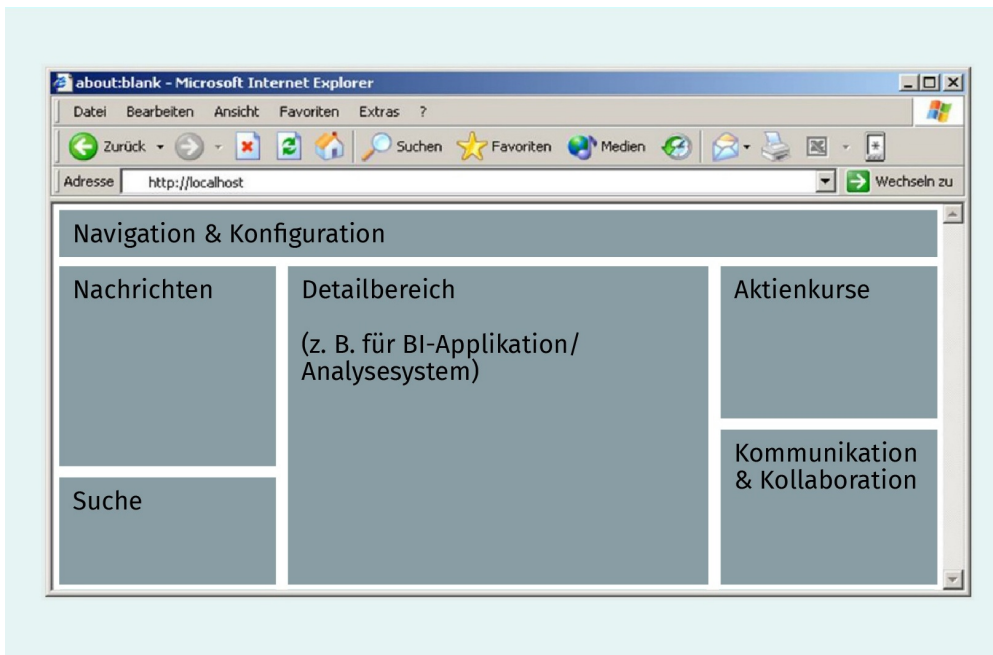 about:blank - Microsoft Internet Explorer
Datei Bearbeiten Ansicht Favoriten Extras ?
Zurück Suchen Favoriten Medien
Adresse http://localhost Wechseln zu
Navigation & Konfiguration
Nachrichten
Suche
Detailbereich
(z. B. für BI-Applikation/
Analysesystem)
Aktienkurse
Kommunikation
& Kollaboration